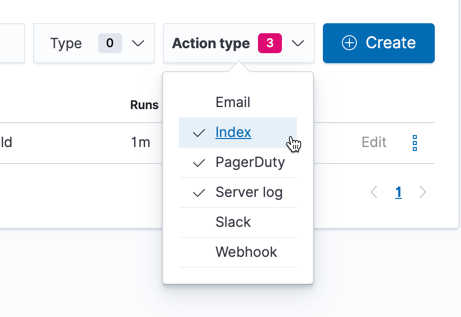 Type 0
Action type 3
Create
Runs
Email
ld
1m
Index
Edit
PagerDuty
1
Server log
Slack
Webhook